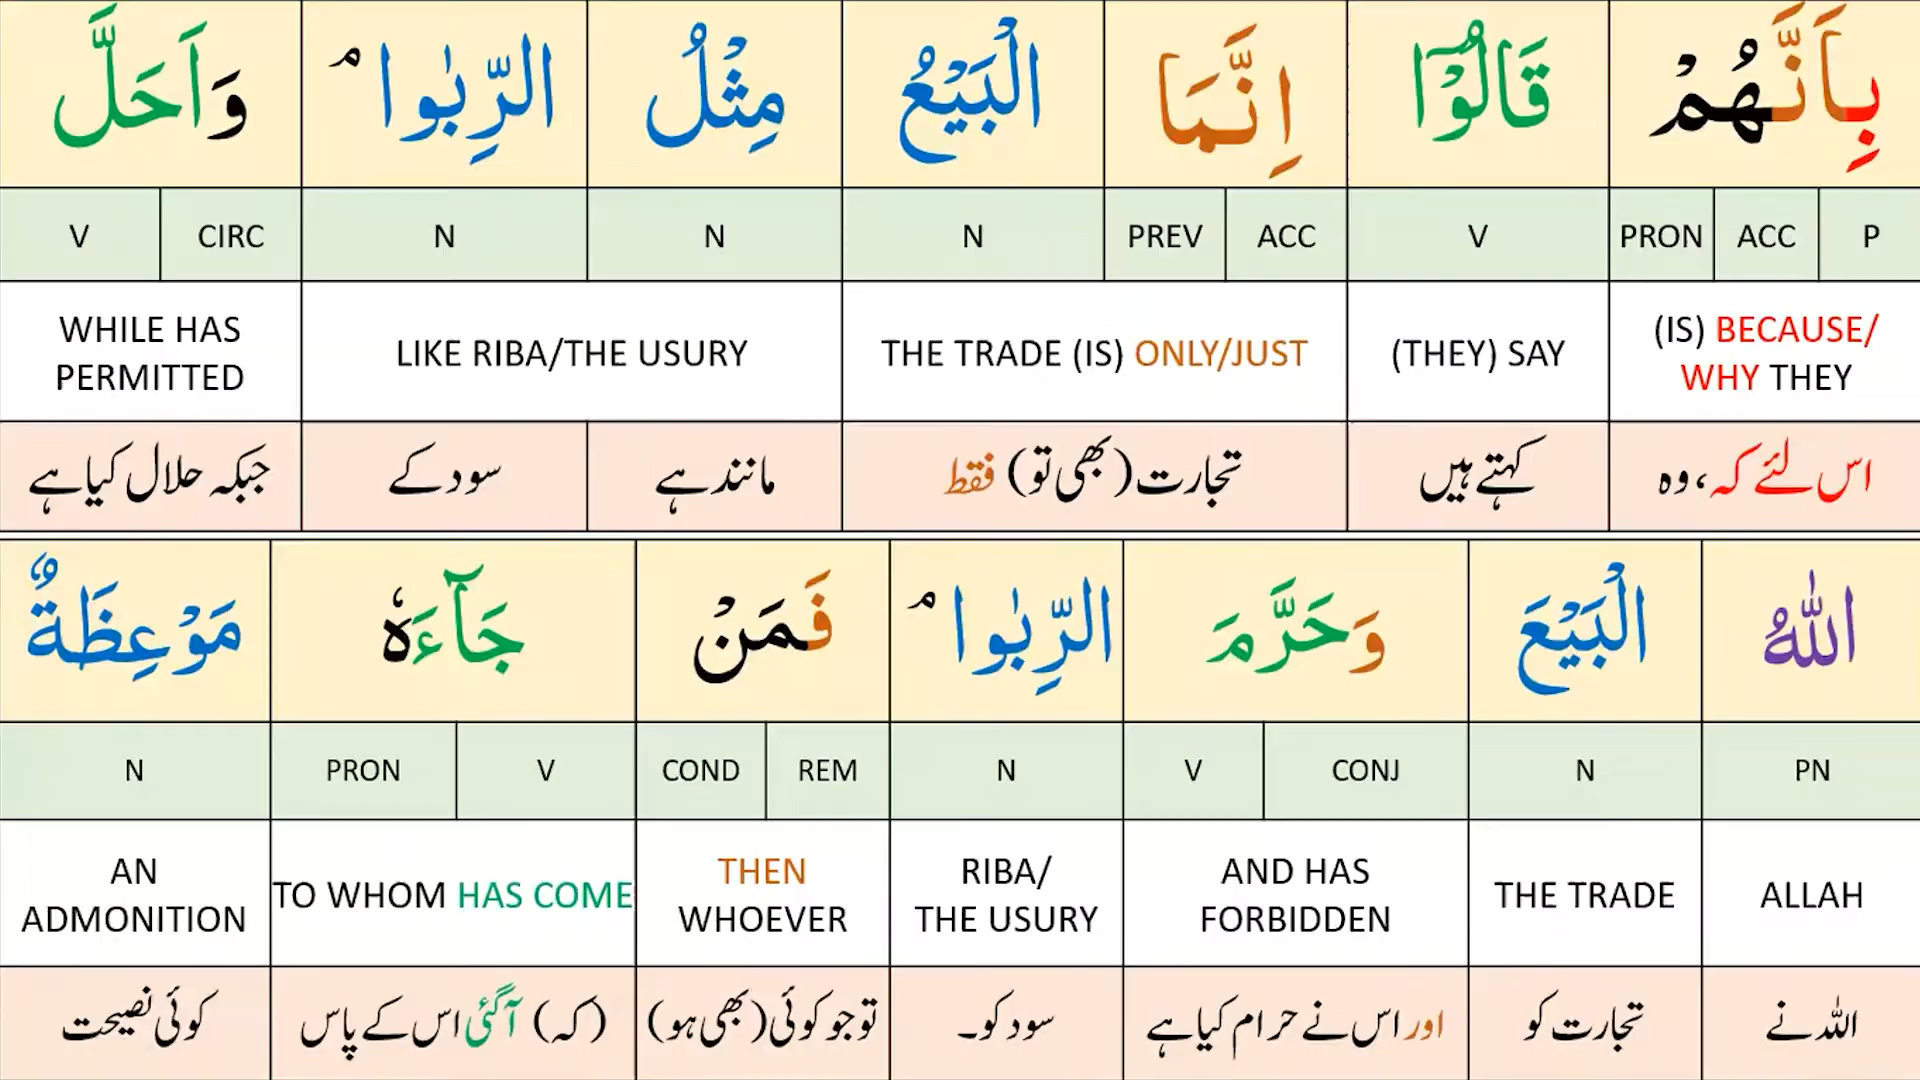 بِاَنَّهُمْ قَالُوْٓا اِنَّمَا الْبَيْعُ مِثْلُ الرِّبٰوا ۘ وَاَحَلَّ
V CIRC N N N PREV ACC V PRON ACC P
WHILE HAS PERMITTED LIKE RIBA/THE USURY THE TRADE (IS) ONLY/JUST (THEY) SAY (IS) BECAUSE/ WHY THEY
اس لئے کہ، وہ کہتے ہیں فقط تجارت (بھی تو) مانند ہے سود کے جبکہ حلال کیا ہے
اللّٰهُ الْبَيْعَ وَحَرَّمَ الرِّبٰوا ۘ فَمَنْ جَآءَهٗ مَوْعِظَةٌ
N PRON V COND REM N V CONJ N PN
AN ADMONITION TO WHOM HAS COME THEN WHOEVER RIBA/ THE USURY AND HAS FORBIDDEN THE TRADE ALLAH
اللہ نے تجارت کو اور اس نے حرام کیا ہے سود کو۔ تو جو کوئی (بھی ہو) (کہ) آ گئی اس کے پاس کوئی نصیحت